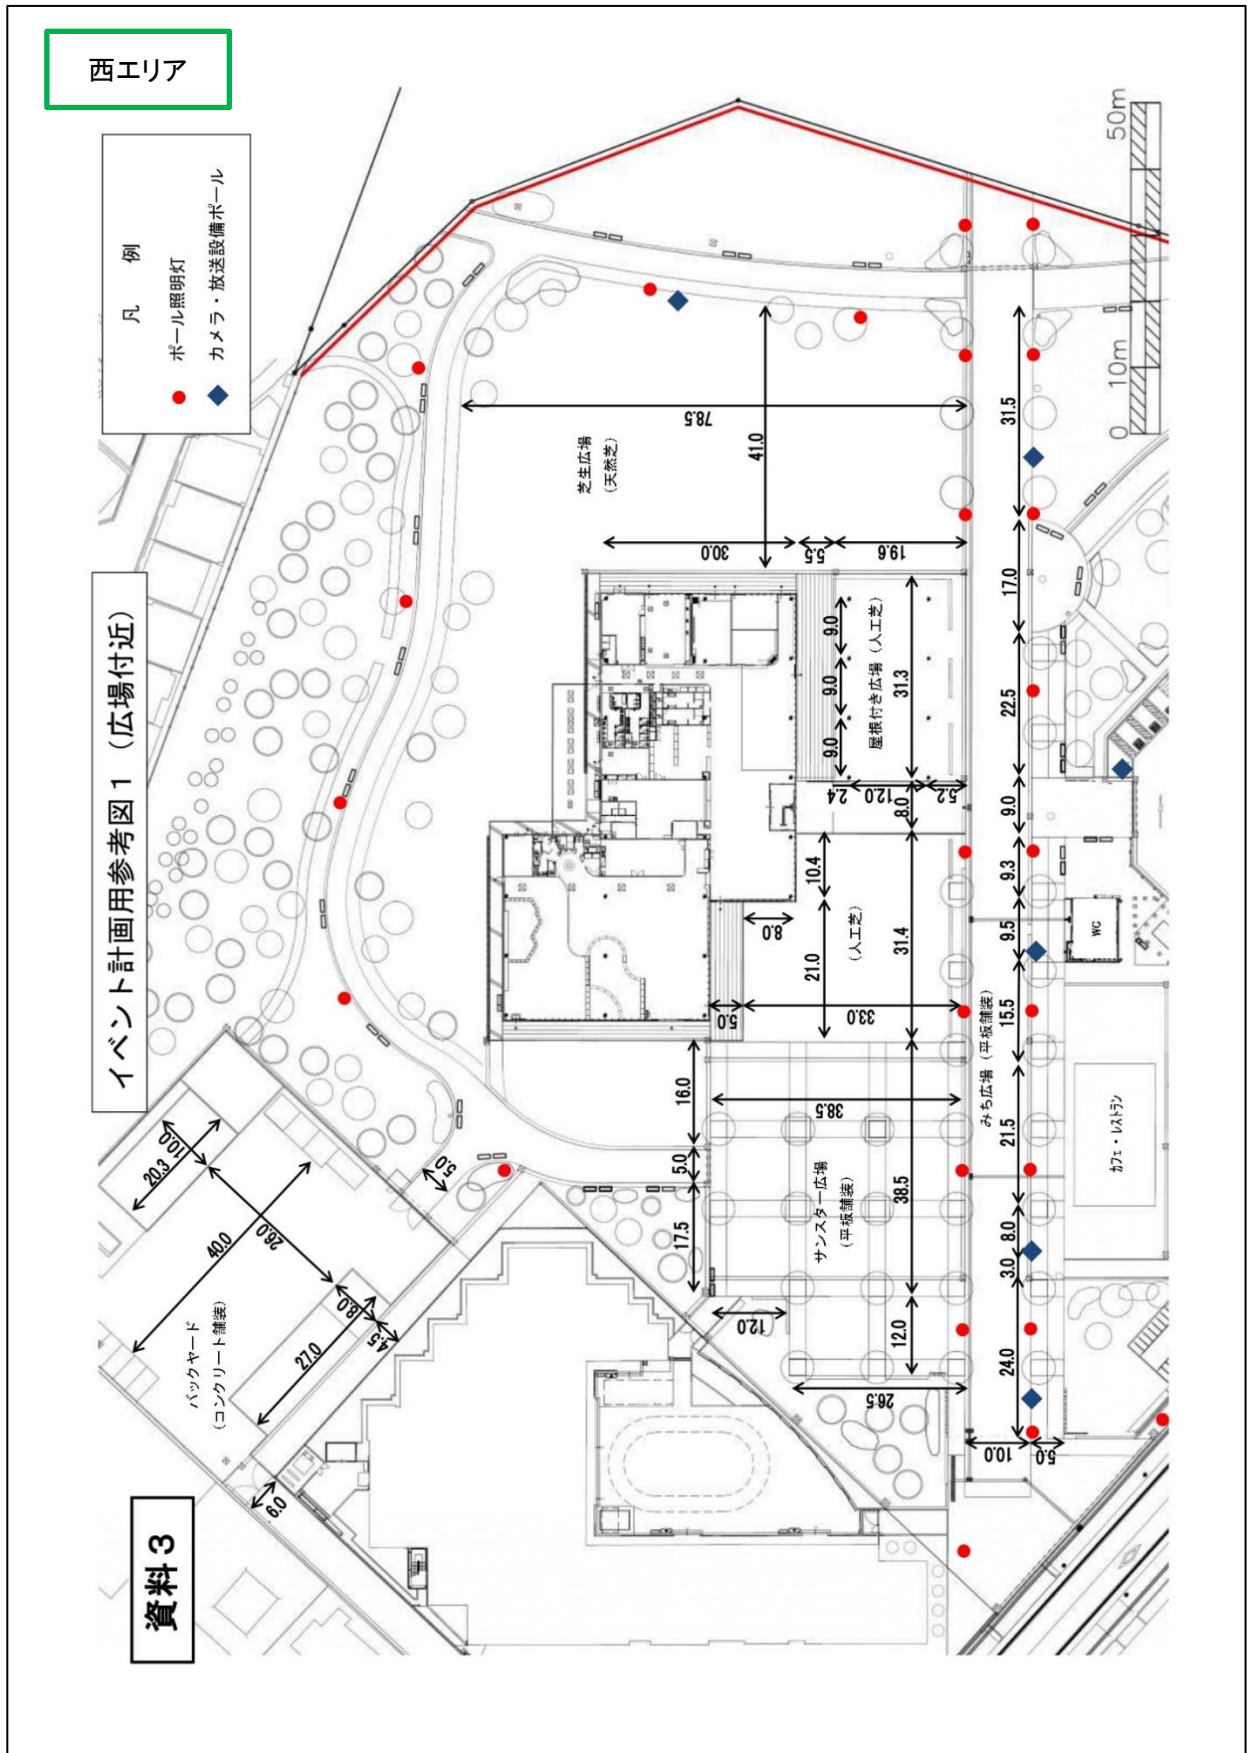 西エリア
資料3
イベント計画用参考図1（広場付近）
凡　例
ポール照明灯
カメラ・放送設備ポール
バックヤード
（コンクリート舗装）
20.3
10.0
40.0
26.0
8.0
27.0
4.5
6.0
5.0
芝生広場
（天然芝）
78.5
41.0
30.0
5.5
19.6
屋根付き広場（人工芝）
9.0
9.0
9.0
31.3
2.4
12.0
5.2
8.0
10.4
21.0
8.0
（人工芝）
31.4
5.0
33.0
16.0
5.0
17.5
38.5
サンスター広場
（平板舗装）
38.5
12.0
12.0
26.5
みち広場（平板舗装）
31.5
17.0
22.5
9.0
9.3
9.5
15.5
21.5
8.0
3.0
24.0
10.0
5.0
WC
カフェ・レストラン
0
10m
50m